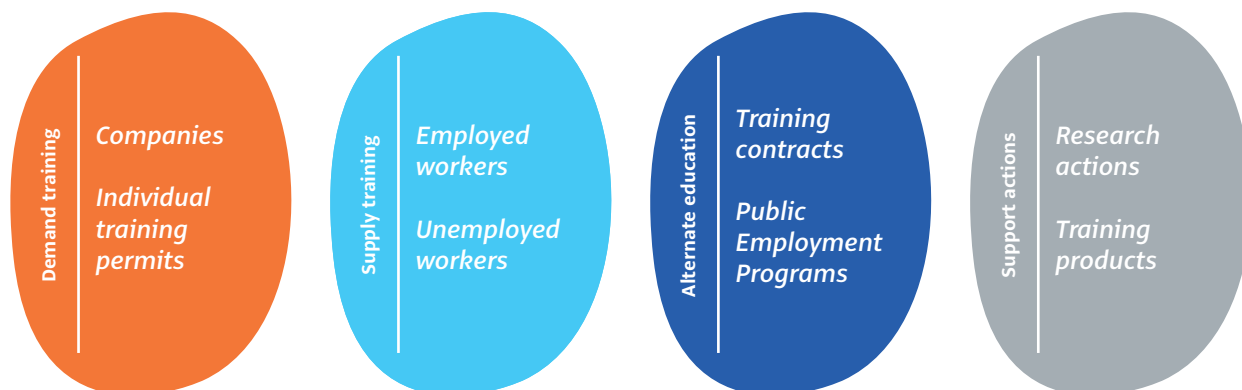 Demand training
Companies
Individual
training
permits
Supply training
Employed
workers
Unemployed
workers
Alternate education
Training
contracts
Public
Employment
Programs
Support actions
Research
actions
Training
products